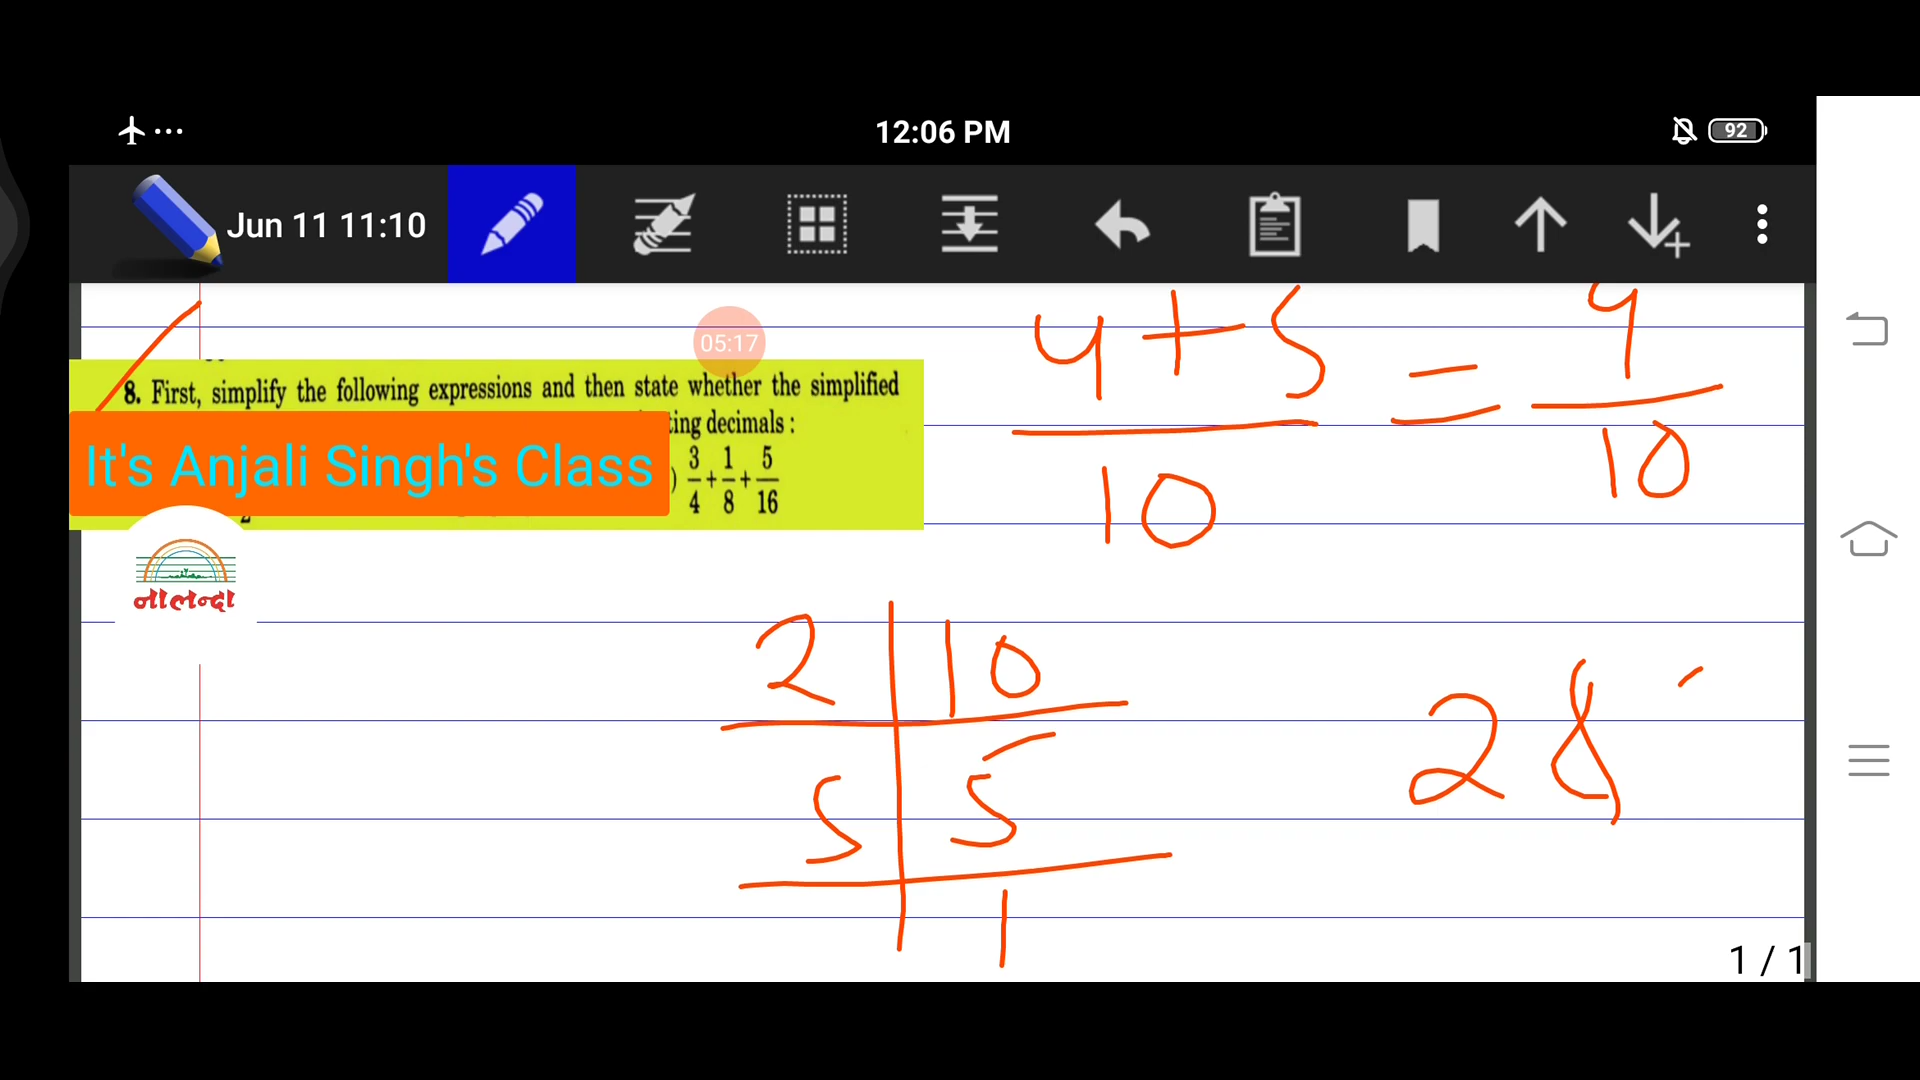 12:06 PM
92
Jun 11 11:10
4+5 = 9
10 10
05:17
8. First, simplify the following expressions and then state whether the simplified
ting decimals :
It's Anjali Singh's Class
) 3/4 + 1/8 + 5/16
2
नालन्दा
2 | 10
5 | 5
1
28
1 / 1